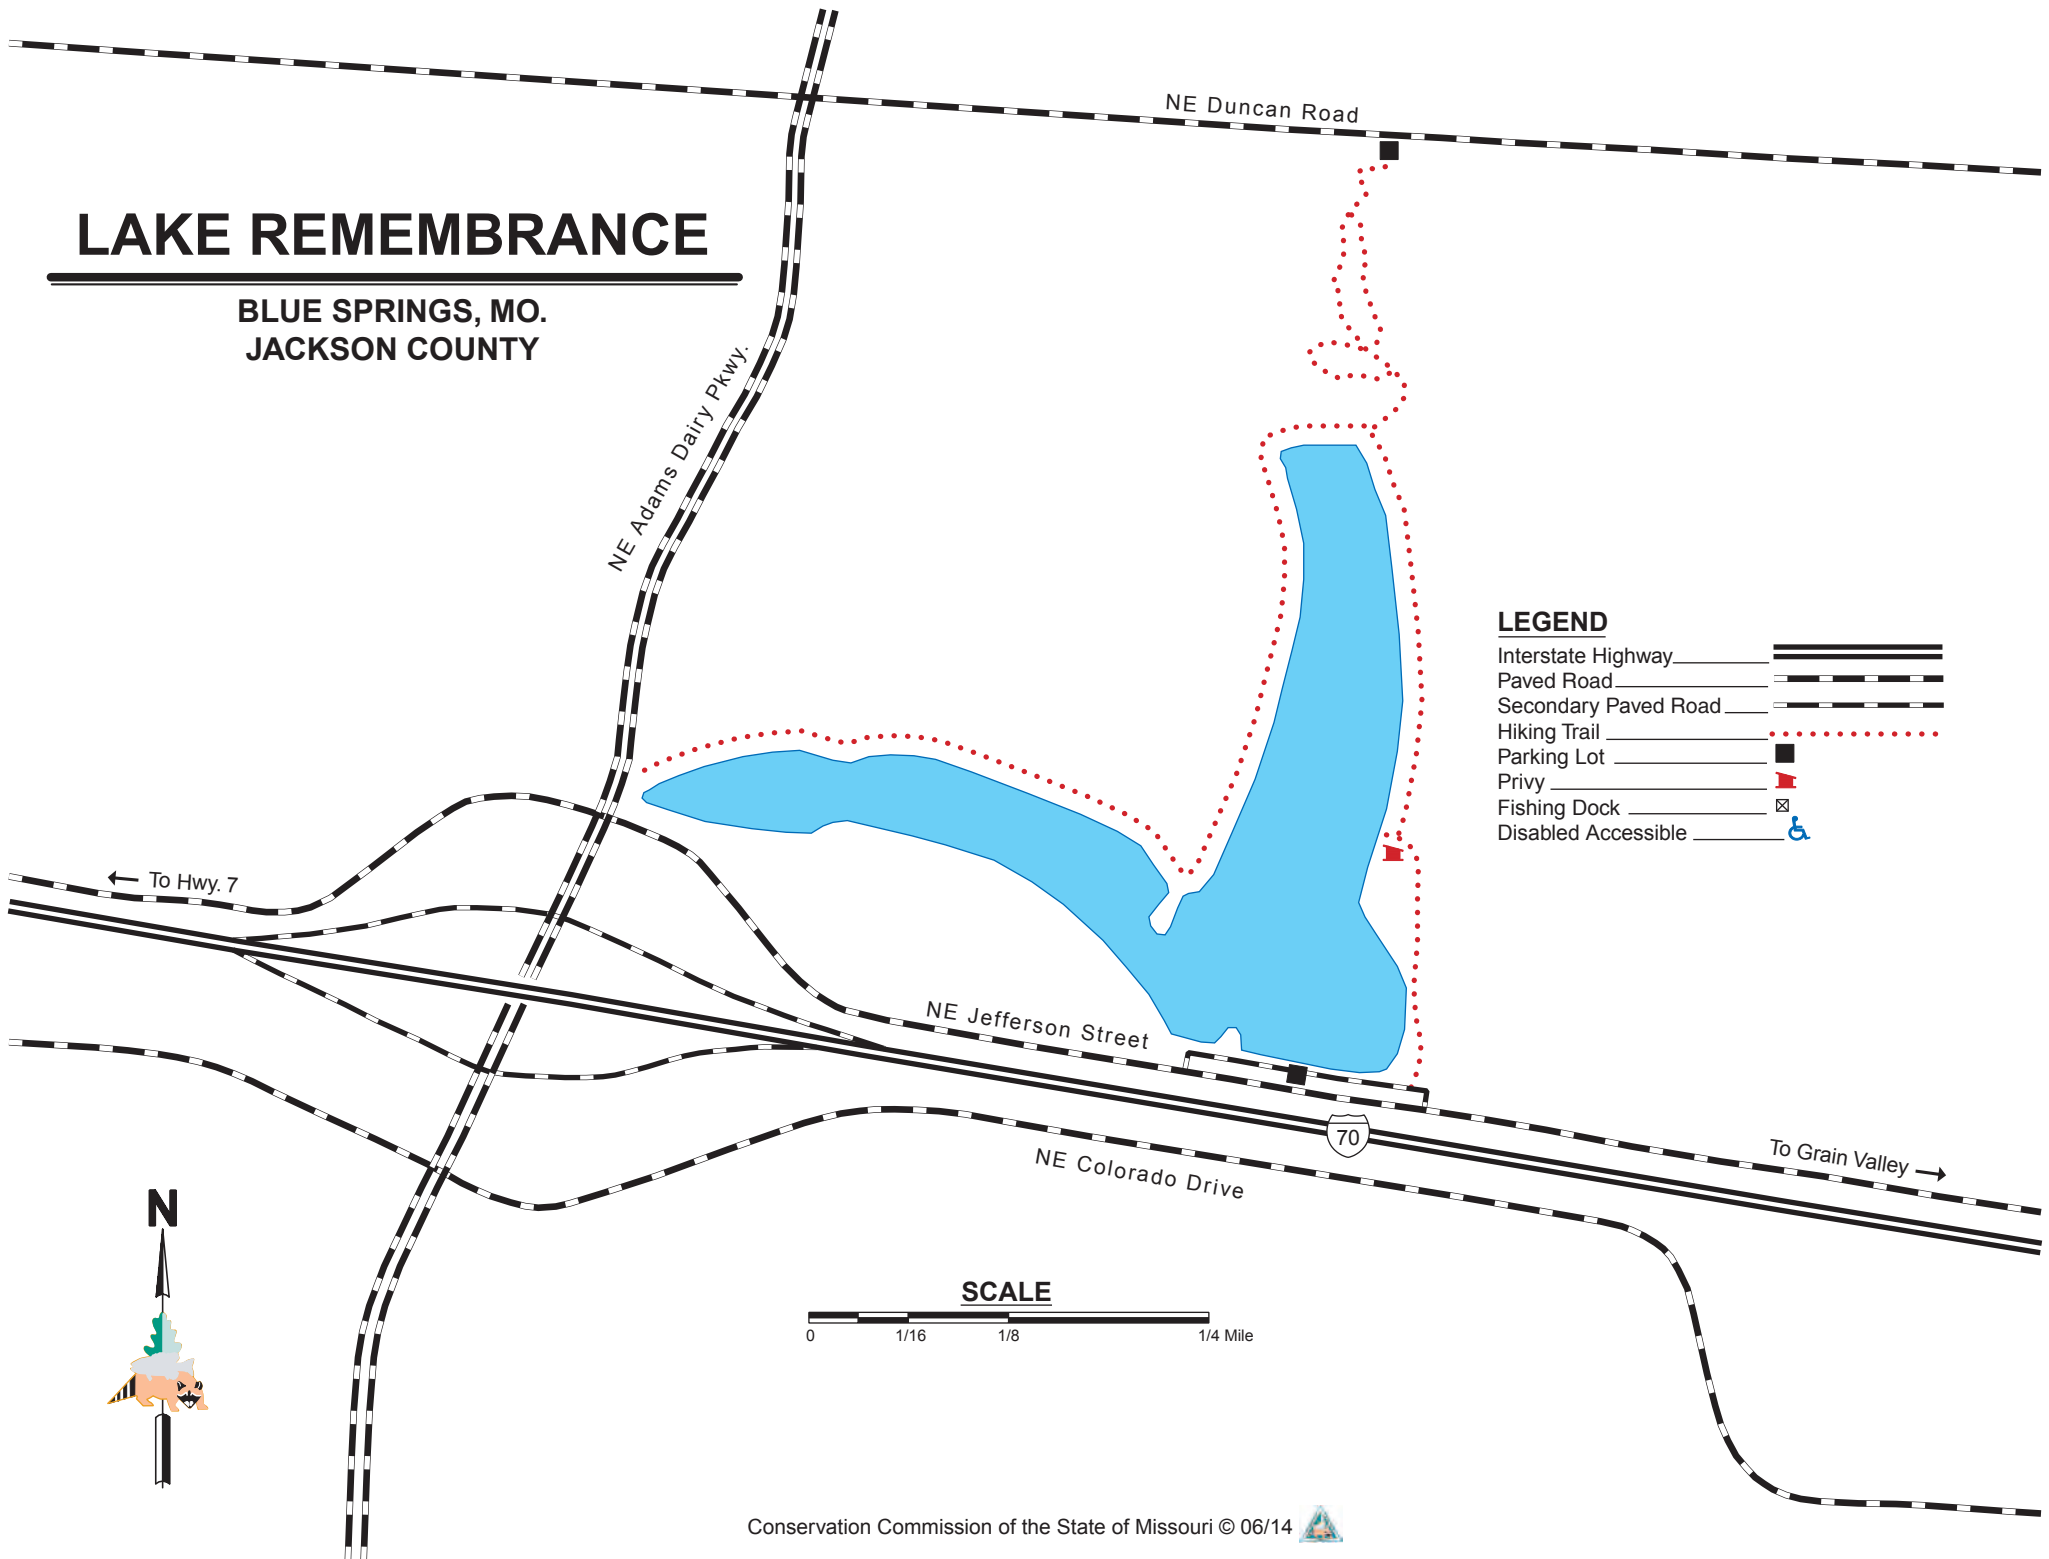 NE Duncan Road
LAKE REMEMBRANCE
BLUE SPRINGS, MO.
JACKSON COUNTY
NE Adams Dairy Pkwy.
LEGEND
Interstate Highway
Paved Road
Secondary Paved Road
Hiking Trail
Parking Lot
Privy
Fishing Dock
Disabled Accessible
To Hwy. 7
NE Jefferson Street
70
To Grain Valley
NE Colorado Drive
N
SCALE
0 1/16 1/8 1/4 Mile
Conservation Commission of the State of Missouri © 06/14